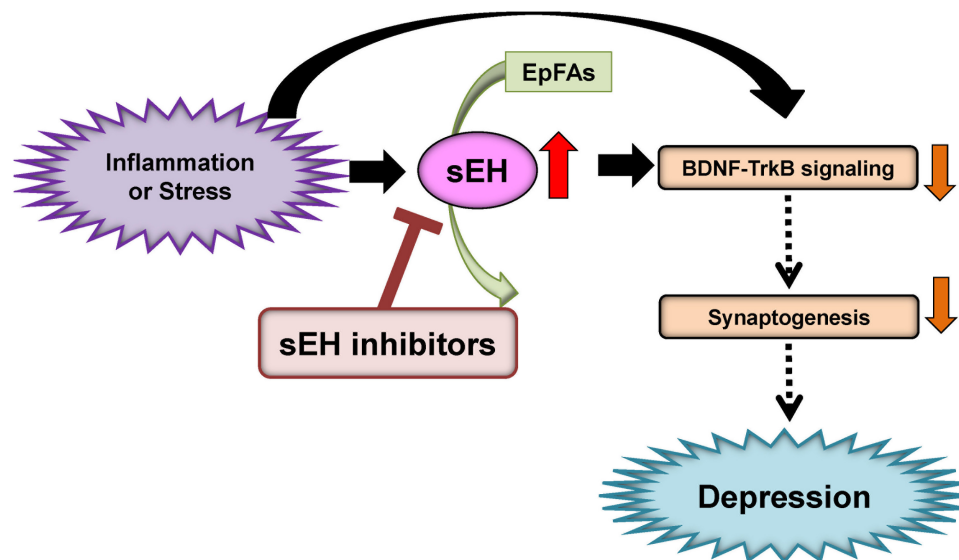 EpFAs
Inflammation
or Stress
sEH
BDNF-TrkB signaling
sEH inhibitors
Synaptogenesis
Depression